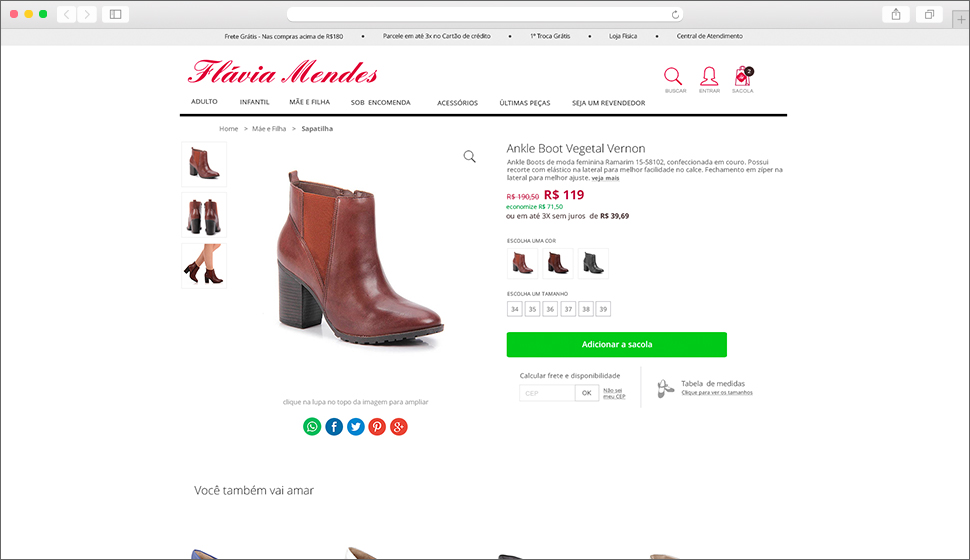 Frete Grátis - Nas compras acima de R$180 • Parcele em até 3x no Cartão de crédito • 1ª Troca Grátis • Loja Física • Central de Atendimento
Flávia Mendes
BUSCAR ENTRAR SACOLA 2
ADULTO INFANTIL MÃE E FILHA SOB ENCOMENDA ACESSÓRIOS ÚLTIMAS PEÇAS SEJA UM REVENDEDOR
Home > Mãe e Filha > Sapatilha
Ankle Boot Vegetal Vernon
Ankle Boots de moda feminina Ramarim 15-58102, confeccionada em couro. Possui
recorte com elástico na lateral para melhor facilidade no calce. Fechamento em zíper na
lateral para melhor ajuste. veja mais
R$ 190,50 R$ 119
economize R$ 71,50
ou em até 3X sem juros de R$ 39,69
ESCOLHA UMA COR
ESCOLHA UM TAMANHO
34 35 36 37 38 39
Adicionar a sacola
Calcular frete e disponibilidade
CEP OK Não sei
meu CEP
Tabela de medidas
Clique para ver os tamanhos
clique na lupa no topo da imagem para ampliar
Você também vai amar